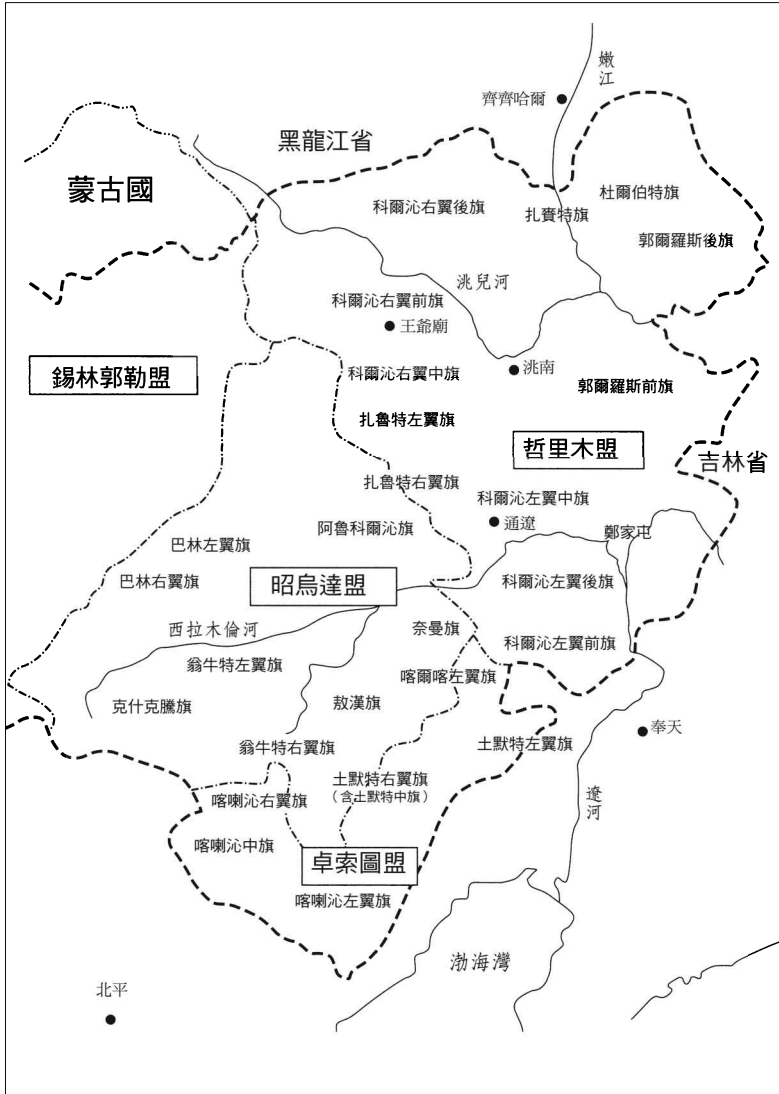 嫩江
齊齊哈爾
黑龍江省
蒙古國
杜爾伯特旗
科爾沁右翼後旗
扎賚特旗
郭爾羅斯後旗
洮兒河
科爾沁右翼前旗
王爺廟
洮南
錫林郭勒盟
科爾沁右翼中旗
郭爾羅斯前旗
扎魯特左翼旗
哲里木盟
吉林省
扎魯特右翼旗
科爾沁左翼中旗
阿魯科爾沁旗
通遼
鄭家屯
巴林左翼旗
巴林右翼旗
昭烏達盟
科爾沁左翼後旗
西拉木倫河
奈曼旗
科爾沁左翼前旗
翁牛特左翼旗
喀爾喀左翼旗
克什克騰旗
敖漢旗
奉天
翁牛特右翼旗
土默特左翼旗
土默特右翼旗
(含土默特中旗)
喀喇沁右翼旗
遼河
喀喇沁中旗
卓索圖盟
喀喇沁左翼旗
渤海灣
北平